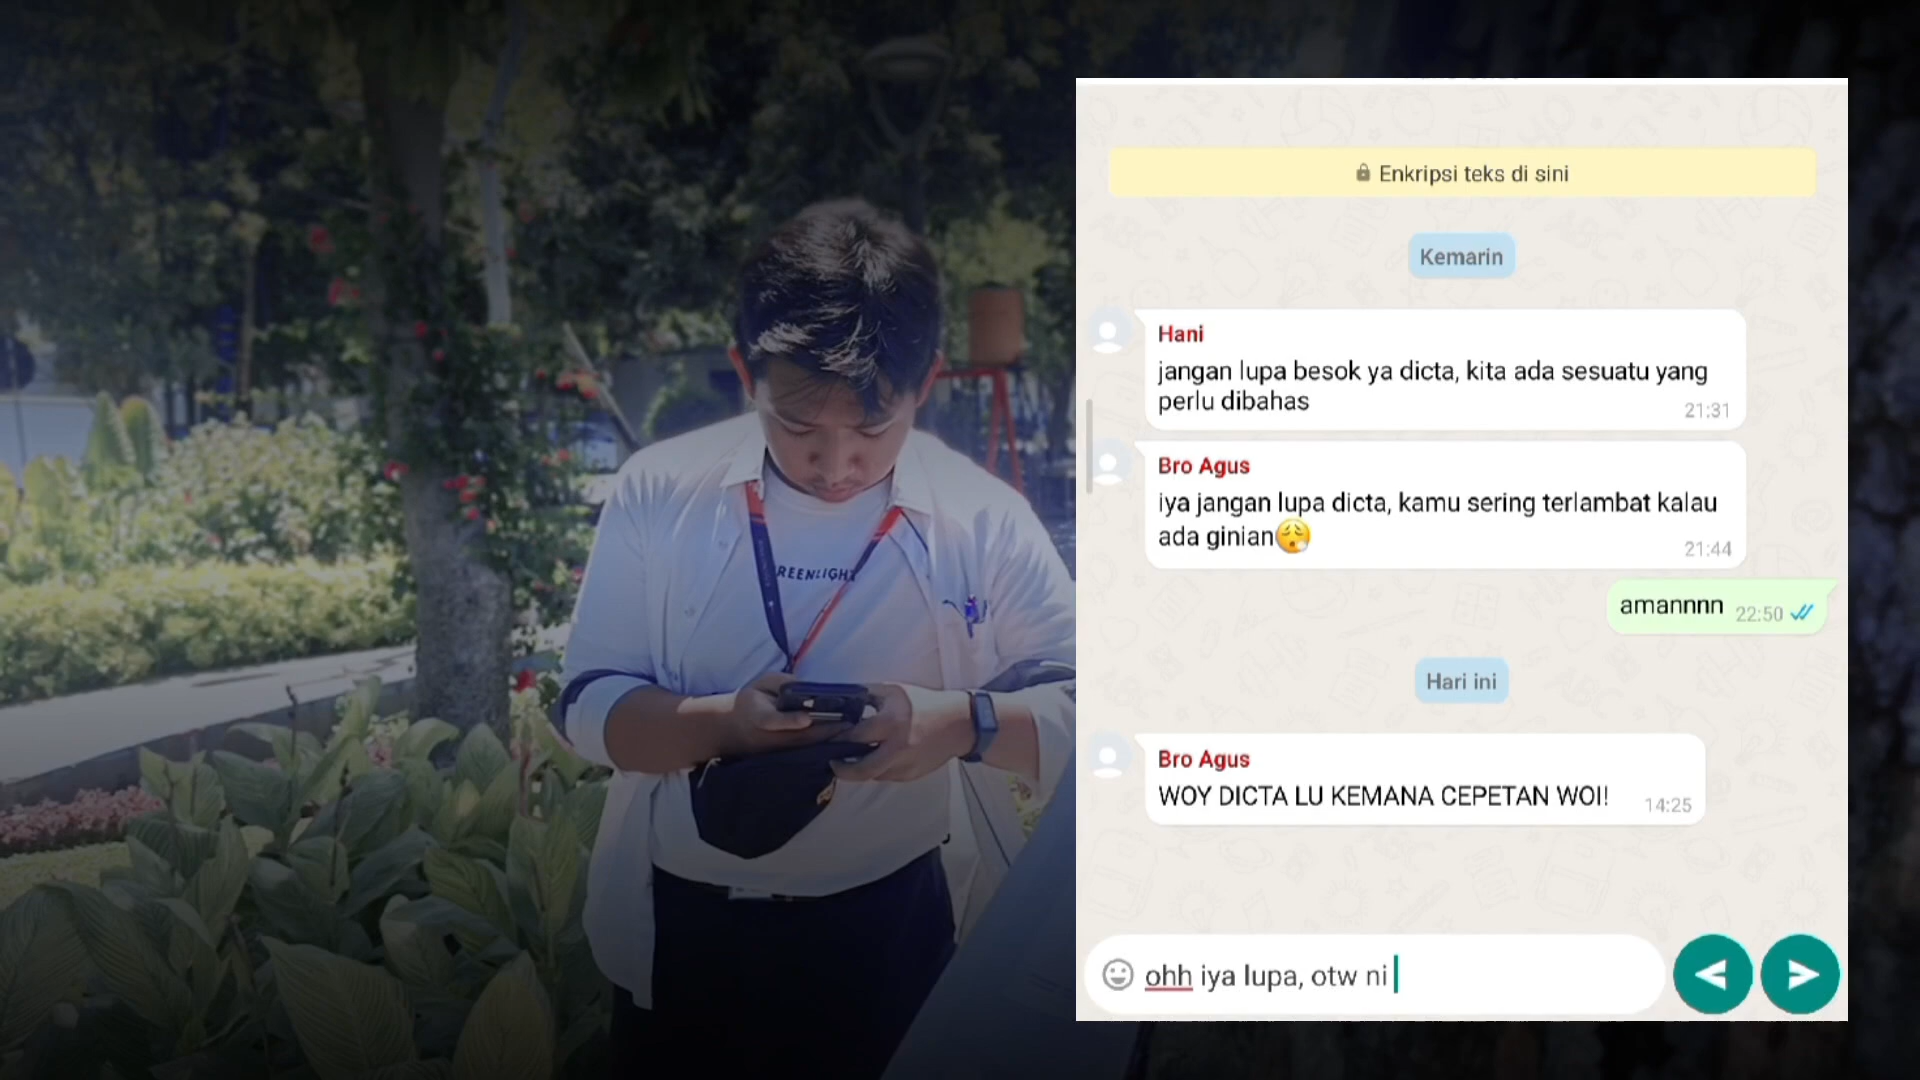 Enkripsi teks di sini
Kemarin
Hani
jangan lupa besok ya dicta, kita ada sesuatu yang
perlu dibahas
21:31
Bro Agus
iya jangan lupa dicta, kamu sering terlambat kalau
ada ginian😮‍💨
21:44
amannnn 22:50
Hari ini
Bro Agus
WOY DICTA LU KEMANA CEPETAN WOI!
14:25
ohh iya lupa, otw ni
REENLIGHT